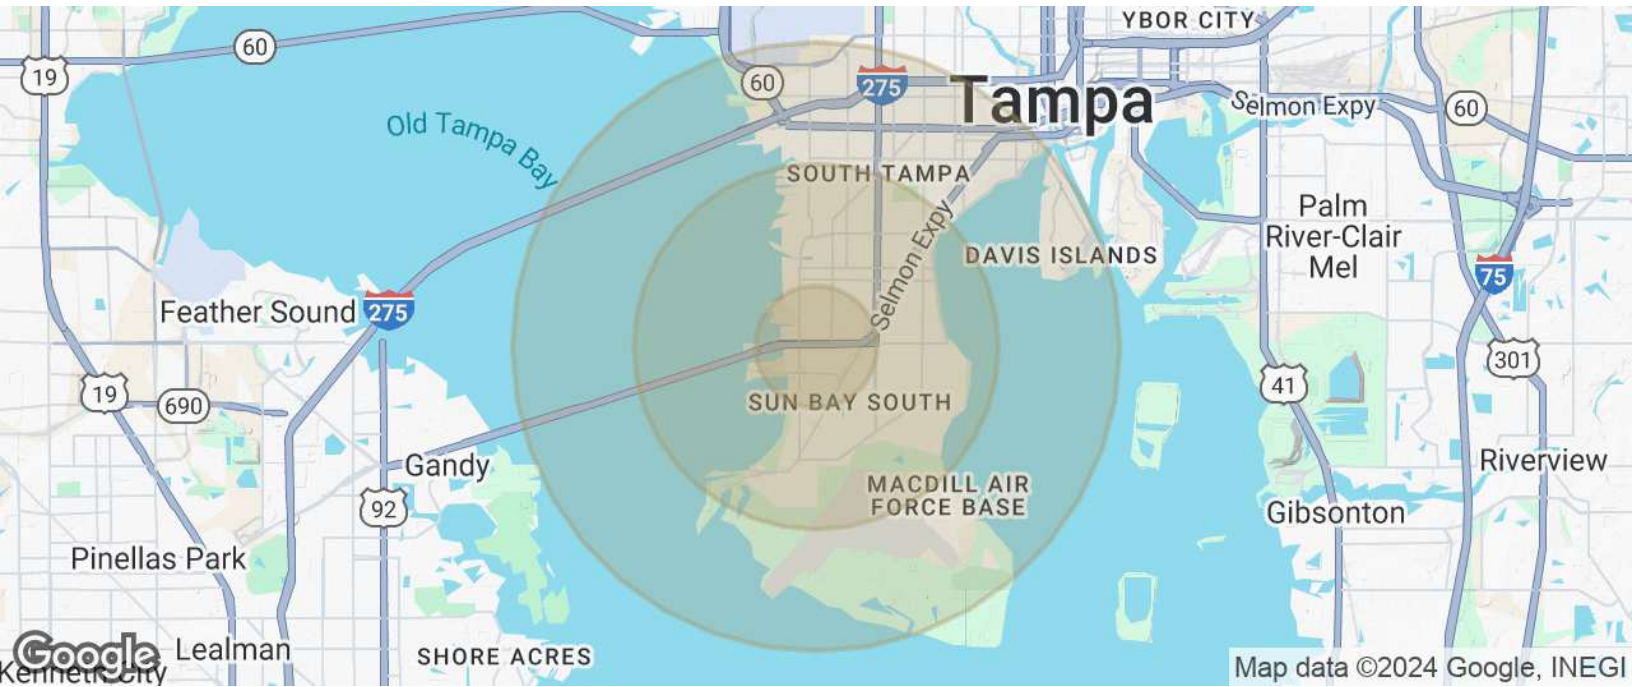 YBOR CITY
60
19
60
275
Tampa
Selmon Expy
60
Old Tampa Bay
SOUTH TAMPA
Palm
River-Clair
Mel
Selmon Expy
DAVIS ISLANDS
75
Feather Sound
275
301
19
690
41
SUN BAY SOUTH
Gandy
Riverview
MACDILL AIR
FORCE BASE
92
Gibsonton
Pinellas Park
Google
Lealman
SHORE ACRES
Kenneth City
Map data ©2024 Google, INEGI